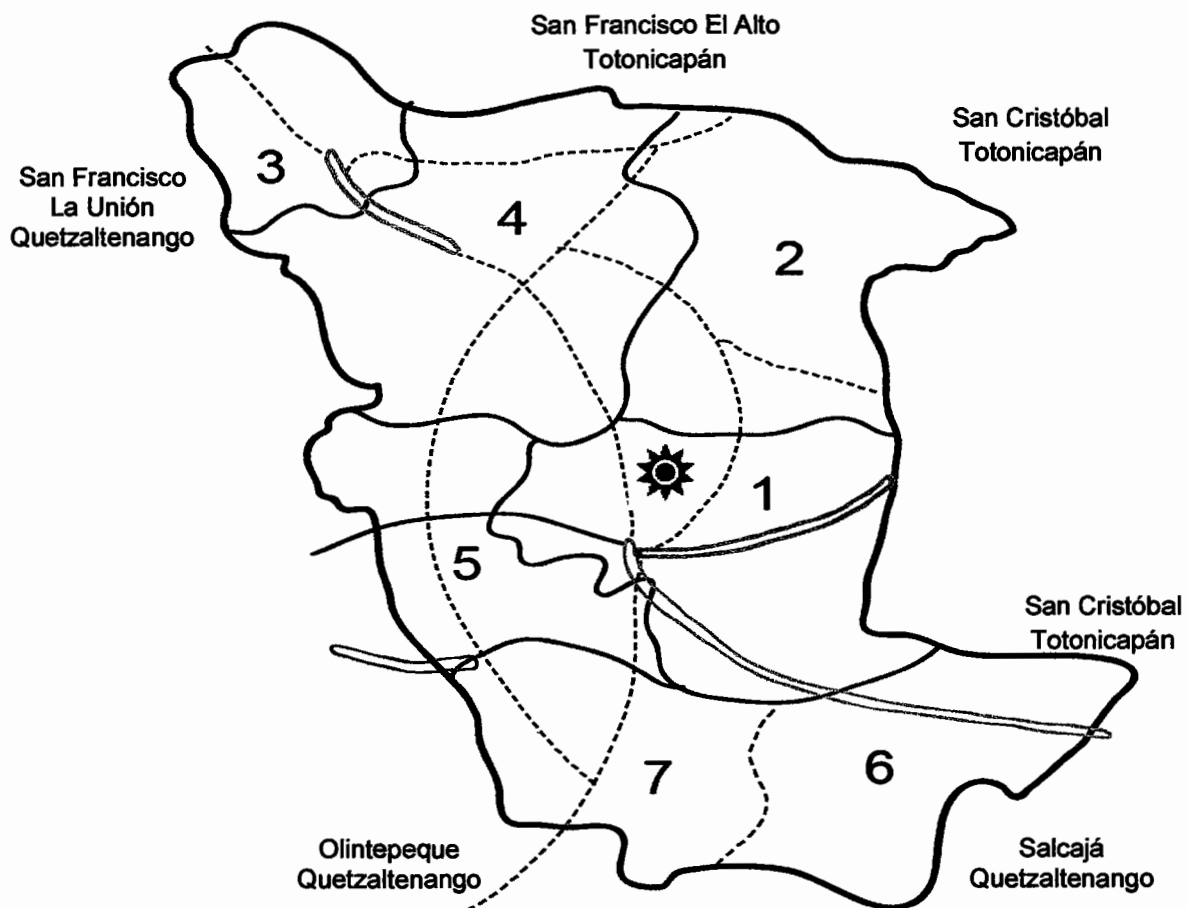 San Francisco El Alto
Totonicapán
San Cristóbal
Totonicapán
3
San Francisco
La Unión
Quetzaltenango
4
2
1
5
San Cristóbal
Totonicapán
6
7
Olintepeque
Quetzaltenango
Salcajá
Quetzaltenango